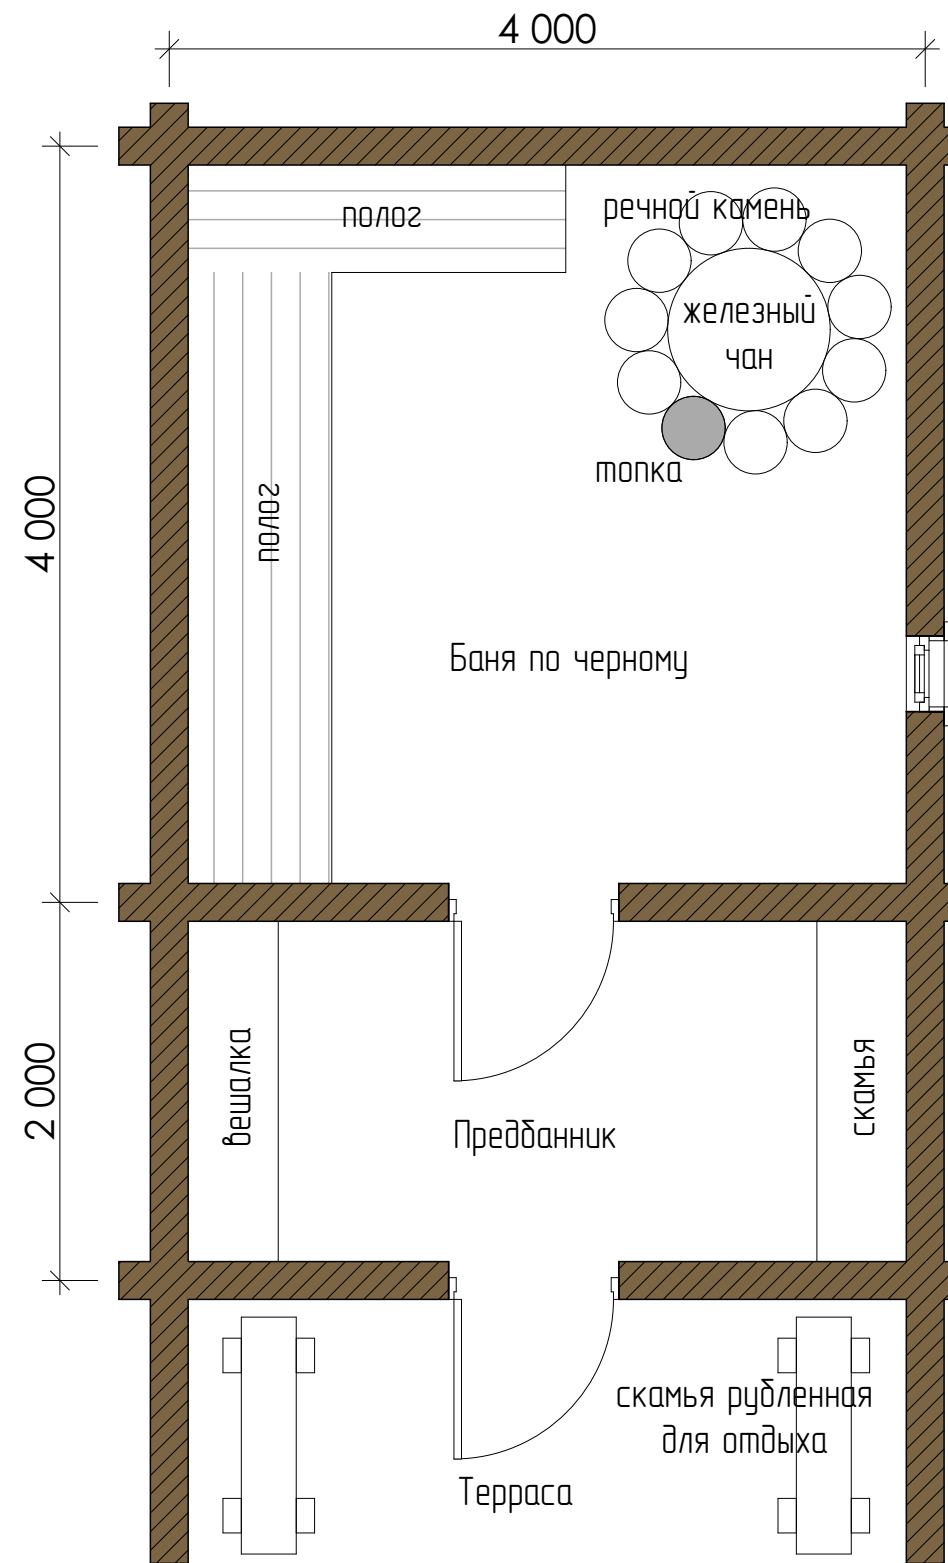 4 000
полог
речной камень
железный
чан
топка
4 000
полог
Баня по черному
2 000
вешалка
скамья
Предбанник
скамья рубленная
для отдыха
Терраса